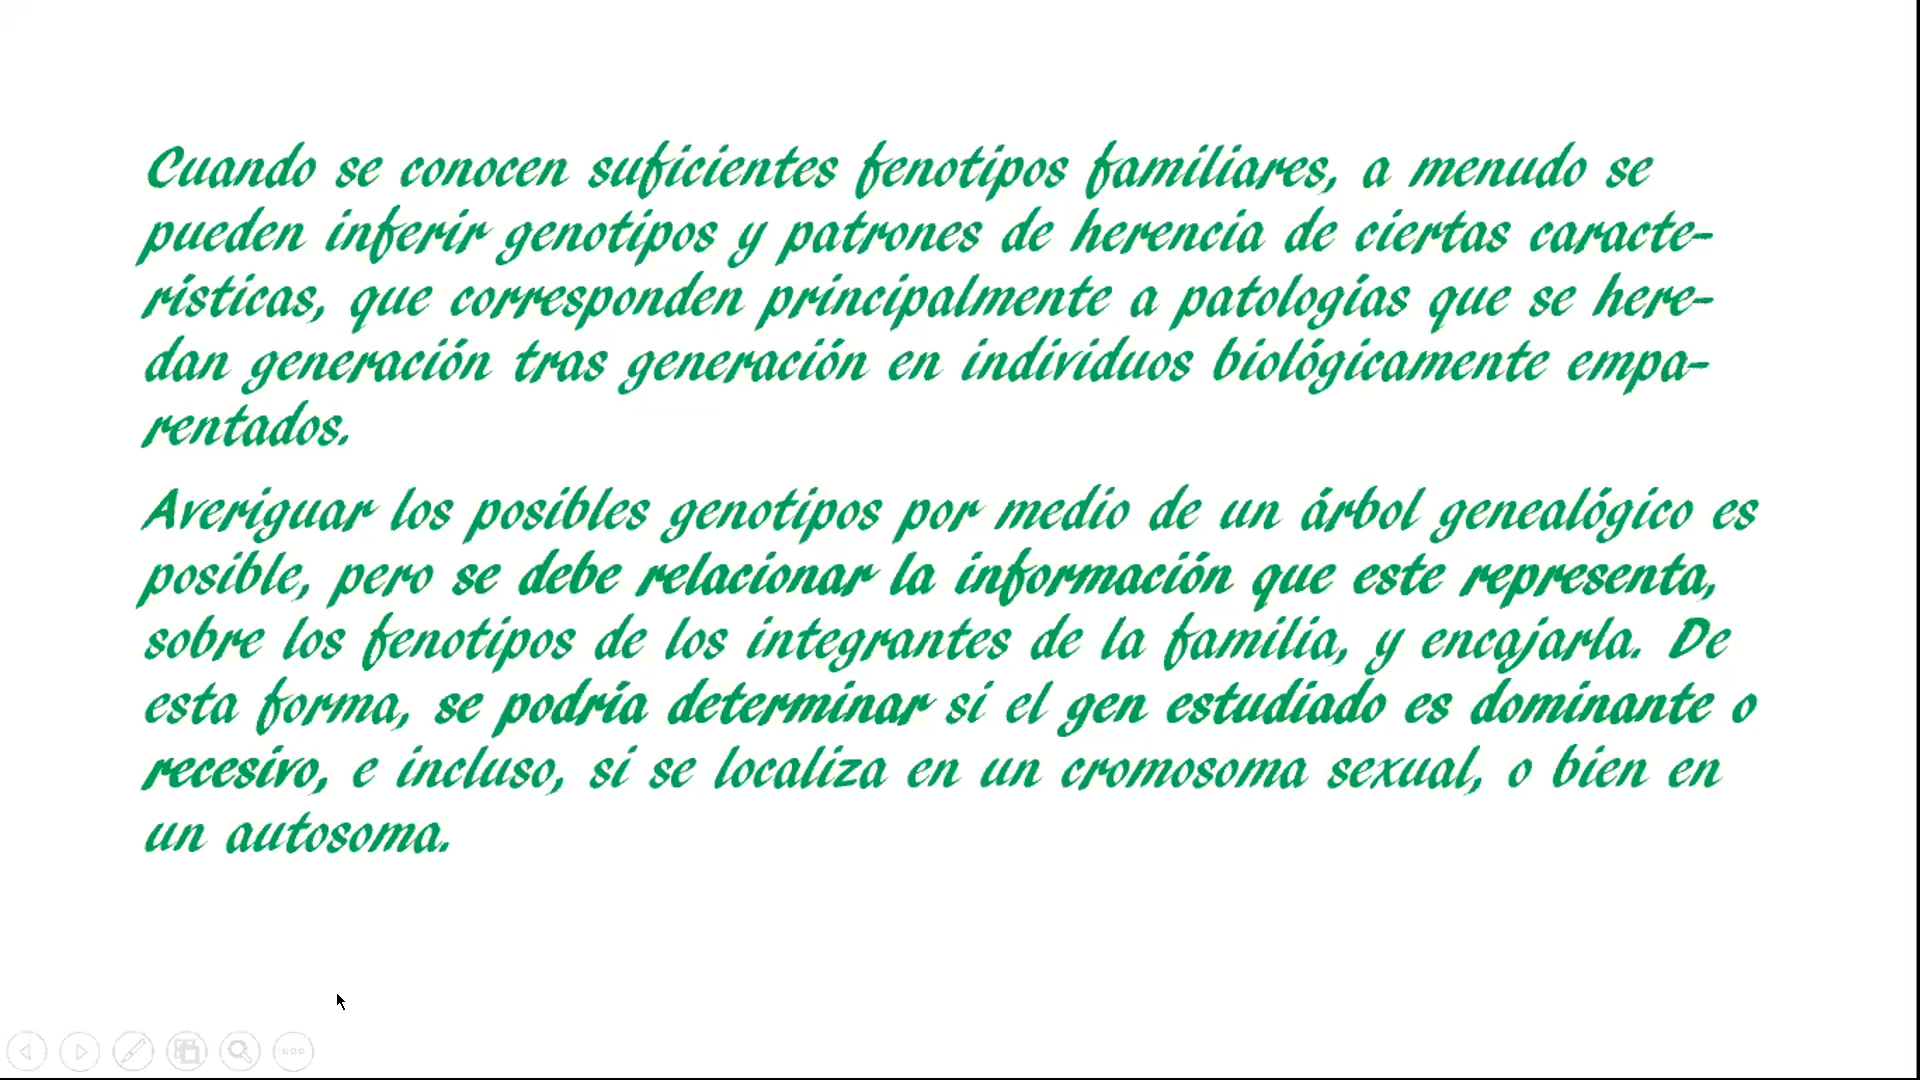 Cuando se conocen suficientes fenotipos familiares, a menudo se
pueden inferir genotipos y patrones de herencia de ciertas caracte-
rísticas, que corresponden principalmente a patologías que se here-
dan generación tras generación en individuos biológicamente empa-
rentados.
Averiguar los posibles genotipos por medio de un árbol genealógico es
posible, pero se debe relacionar la información que este representa,
sobre los fenotipos de los integrantes de la familia, y encajarla. De
esta forma, se podría determinar si el gen estudiado es dominante o
recesivo, e incluso, si se localiza en un cromosoma sexual, o bien en
un autosoma.